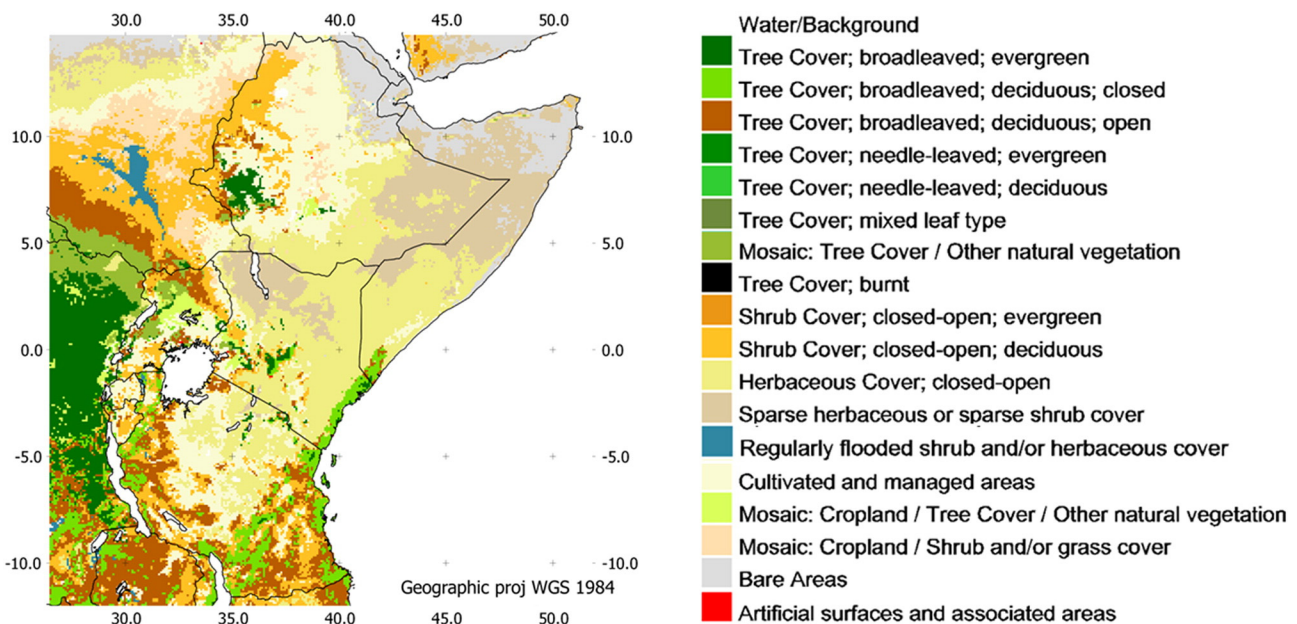 30.0 35.0 40.0 45.0 50.0
10.0 10.0
5.0 5.0
0.0 0.0
-5.0 -5.0
-10.0 -10.0
Geographic proj WGS 1984
30.0 35.0 40.0 45.0 50.0
Water/Background
Tree Cover; broadleaved; evergreen
Tree Cover; broadleaved; deciduous; closed
Tree Cover; broadleaved; deciduous; open
Tree Cover; needle-leaved; evergreen
Tree Cover; needle-leaved; deciduous
Tree Cover; mixed leaf type
Mosaic: Tree Cover / Other natural vegetation
Tree Cover; burnt
Shrub Cover; closed-open; evergreen
Shrub Cover; closed-open; deciduous
Herbaceous Cover; closed-open
Sparse herbaceous or sparse shrub cover
Regularly flooded shrub and/or herbaceous cover
Cultivated and managed areas
Mosaic: Cropland / Tree Cover / Other natural vegetation
Mosaic: Cropland / Shrub and/or grass cover
Bare Areas
Artificial surfaces and associated areas